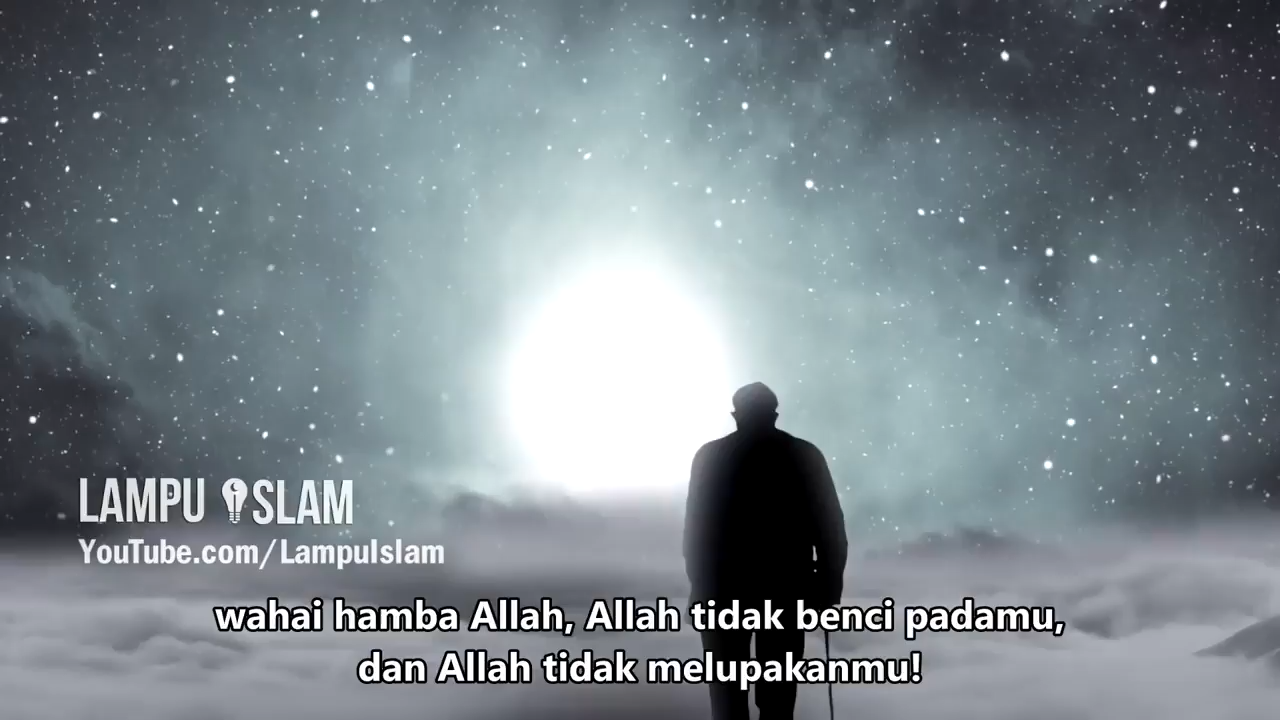 LAMPU ISLAM
YouTube.com/LampuIslam
wahai hamba Allah, Allah tidak benci padamu,
dan Allah tidak melupakanmu!